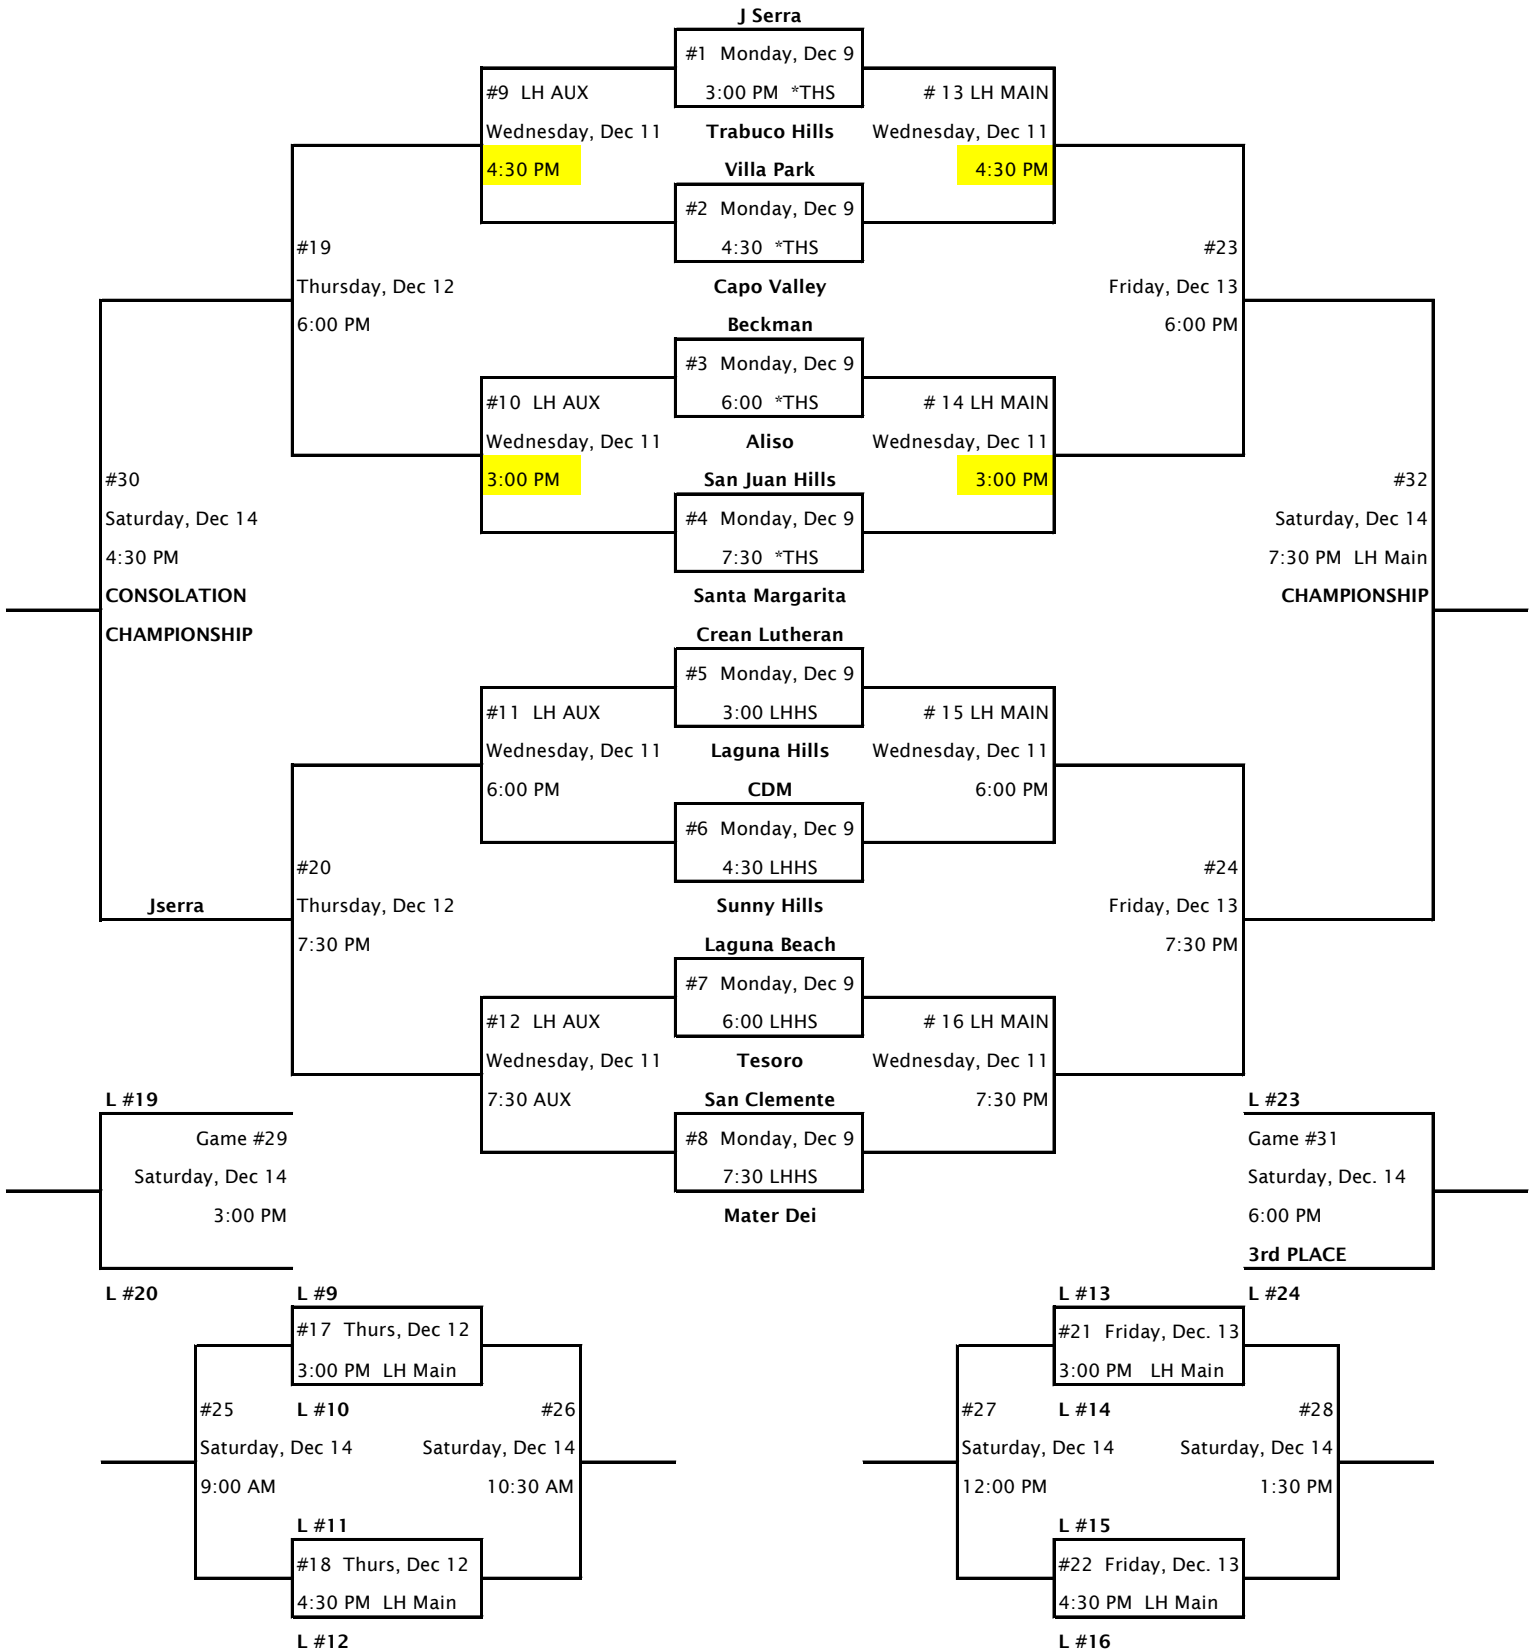 J Serra
#1 Monday, Dec 9
3:00 PM *THS
Trabuco Hills
#9 LH AUX
Wednesday, Dec 11
4:30 PM
# 13 LH MAIN
Wednesday, Dec 11
4:30 PM
Villa Park
#2 Monday, Dec 9
4:30 *THS
Capo Valley
#19
Thursday, Dec 12
6:00 PM
#23
Friday, Dec 13
6:00 PM
Beckman
#3 Monday, Dec 9
6:00 *THS
Aliso
#10 LH AUX
Wednesday, Dec 11
3:00 PM
# 14 LH MAIN
Wednesday, Dec 11
3:00 PM
San Juan Hills
#4 Monday, Dec 9
7:30 *THS
Santa Margarita
#30
Saturday, Dec 14
4:30 PM
CONSOLATION
CHAMPIONSHIP
#32
Saturday, Dec 14
7:30 PM LH Main
CHAMPIONSHIP
Crean Lutheran
#5 Monday, Dec 9
3:00 LHHS
Laguna Hills
#11 LH AUX
Wednesday, Dec 11
6:00 PM
# 15 LH MAIN
Wednesday, Dec 11
6:00 PM
CDM
#6 Monday, Dec 9
4:30 LHHS
Sunny Hills
Jserra
#20
Thursday, Dec 12
7:30 PM
#24
Friday, Dec 13
7:30 PM
Laguna Beach
#7 Monday, Dec 9
6:00 LHHS
Tesoro
#12 LH AUX
Wednesday, Dec 11
7:30 AUX
# 16 LH MAIN
Wednesday, Dec 11
7:30 PM
San Clemente
#8 Monday, Dec 9
7:30 LHHS
Mater Dei
L #19
Game #29
Saturday, Dec 14
3:00 PM
L #20
L #23
Game #31
Saturday, Dec. 14
6:00 PM
3rd PLACE
L #24
L #9
#17 Thurs, Dec 12
3:00 PM LH Main
L #10
#25
Saturday, Dec 14
9:00 AM
#26
Saturday, Dec 14
10:30 AM
L #11
#18 Thurs, Dec 12
4:30 PM LH Main
L #12
L #13
#21 Friday, Dec. 13
3:00 PM LH Main
L #14
#27
Saturday, Dec 14
12:00 PM
#28
Saturday, Dec 14
1:30 PM
L #15
#22 Friday, Dec. 13
4:30 PM LH Main
L #16